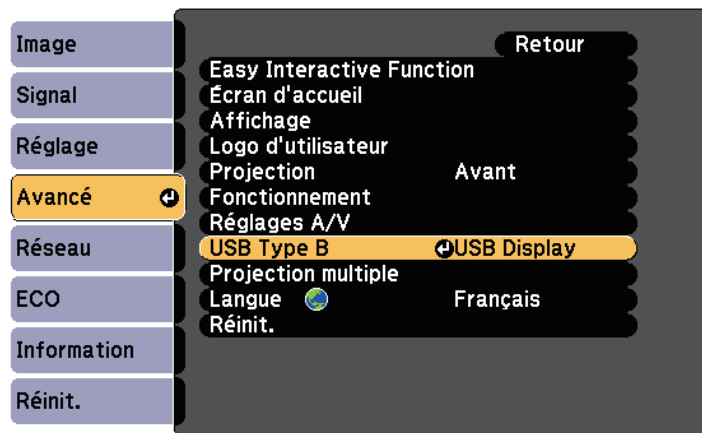 Image
Signal
Réglage
Avancé
Réseau
ECO
Information
Réinit.
Retour
Easy Interactive Function
Écran d'accueil
Affichage
Logo d'utilisateur
Projection Avant
Fonctionnement
Réglages A/V
USB Type B USB Display
Projection multiple
Langue Français
Réinit.